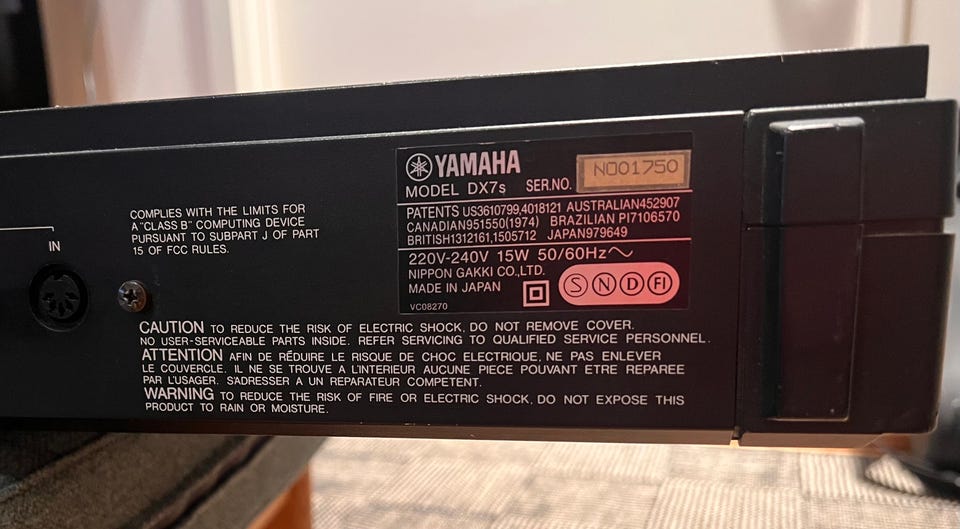 IN
COMPLIES WITH THE LIMITS FOR
A "CLASS B" COMPUTING DEVICE
PURSUANT TO SUBPART J OF PART
15 OF FCC RULES.
YAMAHA
MODEL DX7s SER.NO. NO01750
PATENTS US3610799,4018121 AUSTRALIAN452907
CANADIAN951550(1974) BRAZILIAN PI7106570
BRITISH1312161,1505712 JAPAN979649
220V-240V 15W 50/60Hz～
NIPPON GAKKI CO.,LTD.
MADE IN JAPAN
S N D FI
VC08270
CAUTION TO REDUCE THE RISK OF ELECTRIC SHOCK, DO NOT REMOVE COVER.
NO USER-SERVICEABLE PARTS INSIDE. REFER SERVICING TO QUALIFIED SERVICE PERSONNEL.
ATTENTION AFIN DE RÉDUIRE LE RISQUE DE CHOC ELECTRIQUE, NE PAS ENLEVER
LE COUVERCLE. IL NE SE TROUVE A L'INTERIEUR AUCUNE PIECE POUVANT ETRE REPAREE
PAR L'USAGER. S'ADRESSER A UN REPARATEUR COMPETENT.
WARNING TO REDUCE THE RISK OF FIRE OR ELECTRIC SHOCK, DO NOT EXPOSE THIS
PRODUCT TO RAIN OR MOISTURE.